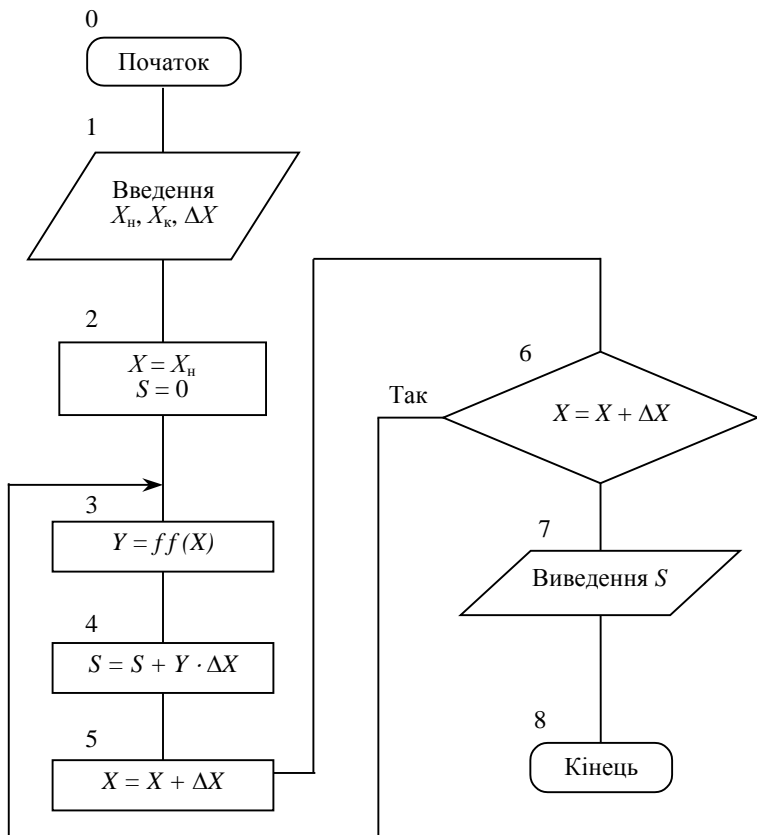 0
Початок
1
Введення
Xн, Xк, ΔX
2
X = Xн
S = 0
3
Y = ff(X)
4
S = S + Y · ΔX
5
X = X + ΔX
6
Так
X = X + ΔX
7
Виведення S
8
Кінець